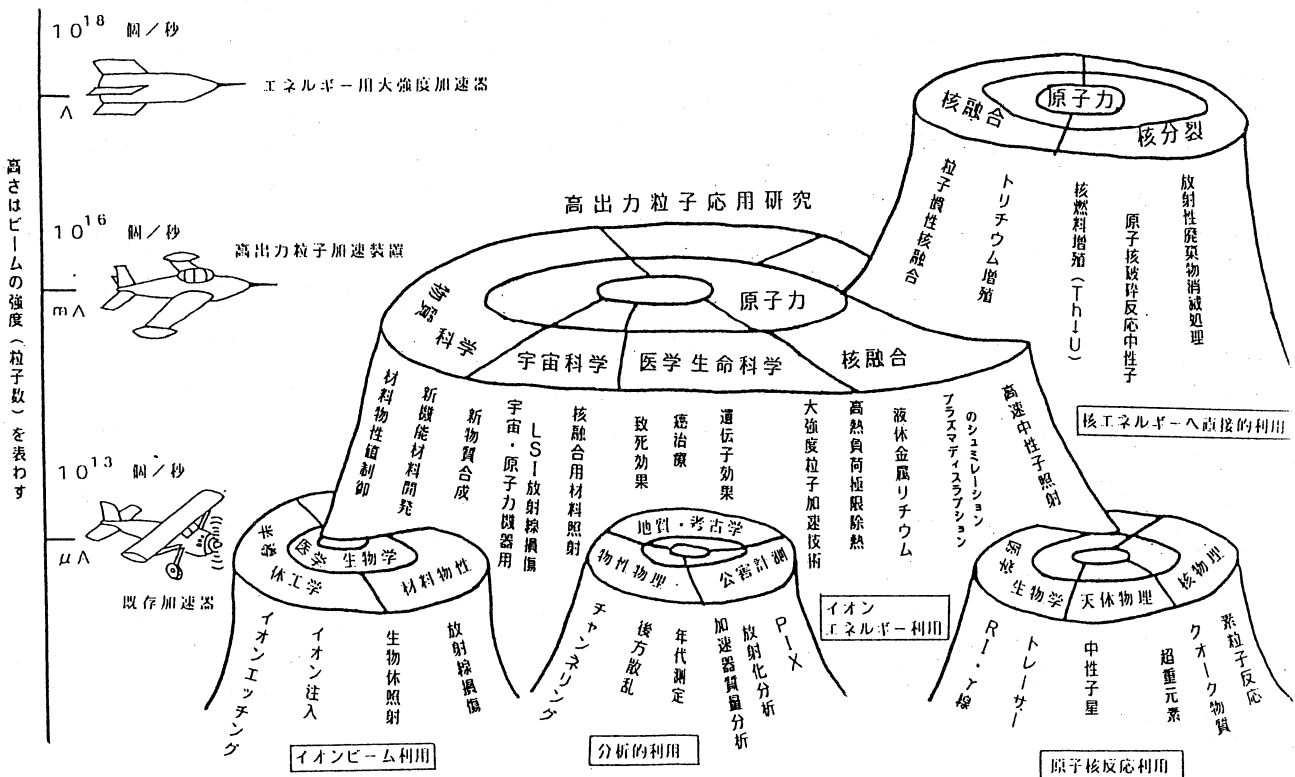 高さはビームの強度（粒子数）を表わす
10¹⁸ 個／秒
A
エネルギー用大強度加速器
10¹⁶ 個／秒
mA
高出力粒子加速装置
10¹³ 個／秒
μA
既存加速器
原子力
核融合
核分裂
粒子慣性核融合
トリチウム増殖
核燃料増殖（Th→U）
原子核破砕反応中性子
放射性廃棄物消滅処理
核エネルギーへ直接的利用
高出力粒子応用研究
原子力
物質科学
宇宙科学
医学 生命科学
核融合
材料物性値制御
新機能材料開発
新物質合成
宇宙・原子力機器用
LSI放射線損傷
核融合用材料照射
致死効果
癌治療
遺伝子効果
大強度粒子加速技術
高熱負荷極限除熱
液体金属リチウム
プラズマディスラプション
のシュミレーション
高速中性子照射
イオン
エネルギー利用
半導体工学
医学 生物学
材料物性
イオンエッチング
イオン注入
生物体照射
放射線損傷
イオンビーム利用
地質・考古学
物性物理
公害計測
チャンネリング
後方散乱
年代測定
加速器質量分析
放射化分析
PIX
分析的利用
医学
生物学
天体物理
核物理
RI・γ線
トレーサー
中性子星
超重元素
クオーク物質
素粒子反応
原子核反応利用